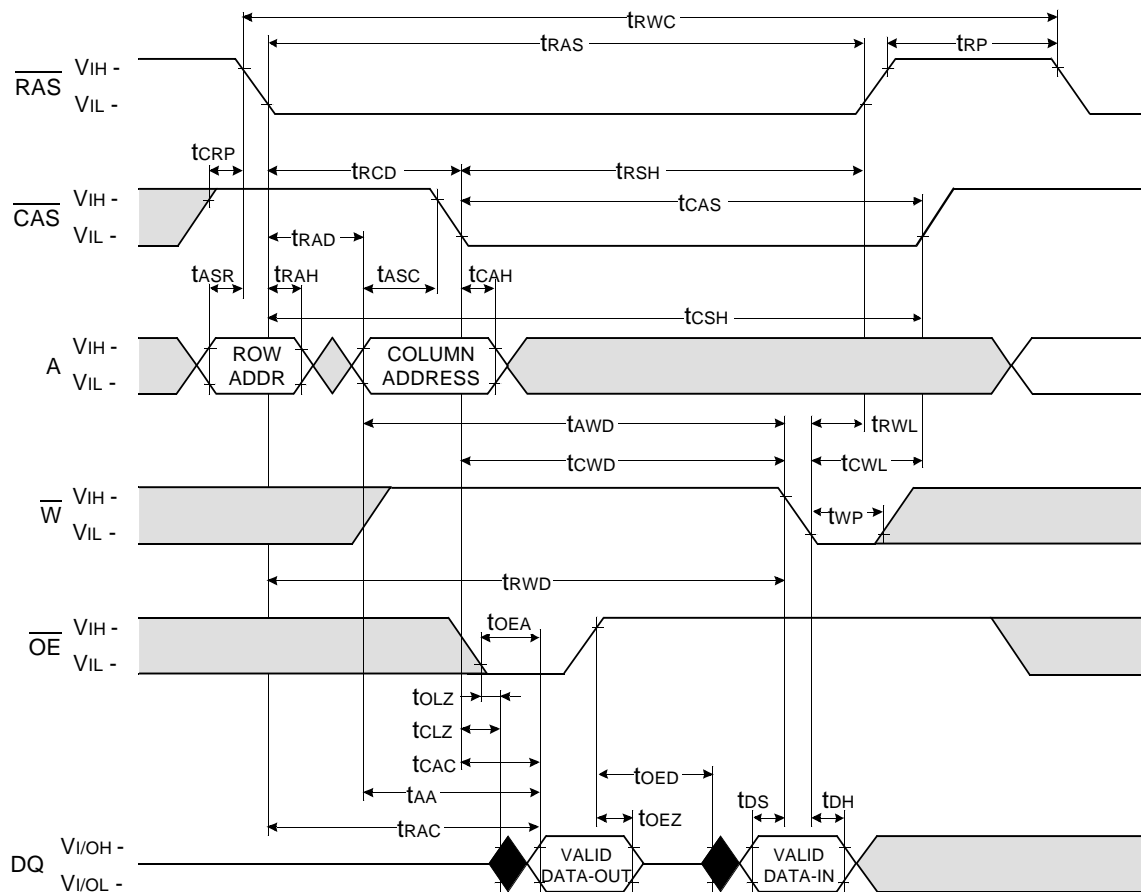 tRWC
tRAS
tRP
RAS
VIH -
VIL -
tCRP
tRCD
tRSH
CAS
VIH -
VIL -
tCAS
tRAD
tASR
tRAH
tASC
tCAH
tCSH
A
VIH -
VIL -
ROW
ADDR
COLUMN
ADDRESS
tAWD
tRWL
tCWD
tCWL
W
VIH -
VIL -
tWP
tRWD
OE
VIH -
VIL -
tOEA
tOLZ
tCLZ
tCAC
tOED
tAA
tDS
tDH
tRAC
tOEZ
DQ
VI/OH -
VI/OL -
VALID
DATA-OUT
VALID
DATA-IN